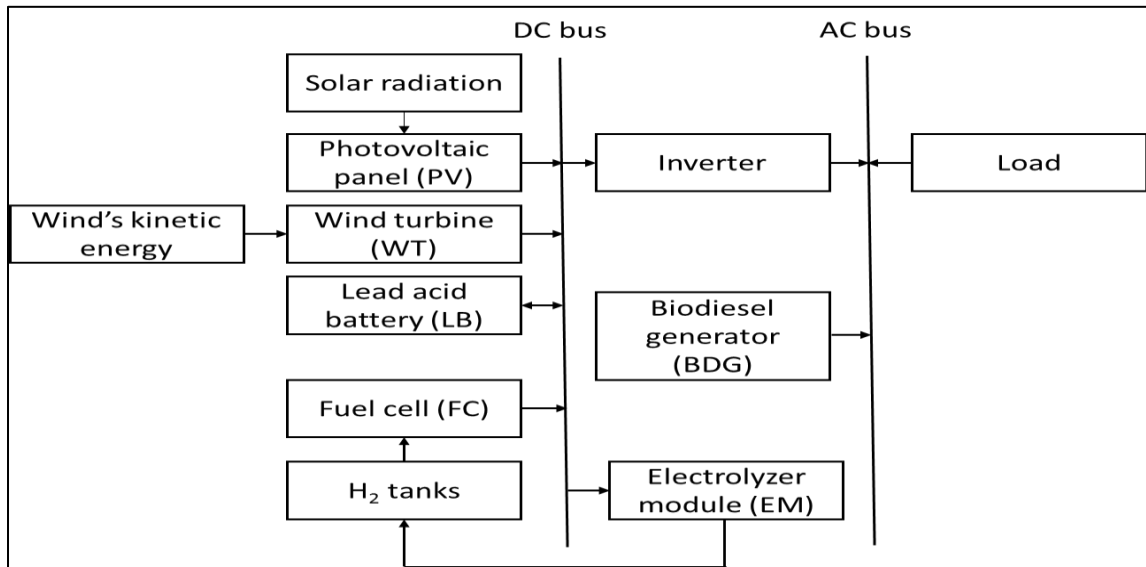 DC bus
AC bus
Solar radiation
Photovoltaic
panel (PV)
Inverter
Load
Wind's kinetic
energy
Wind turbine
(WT)
Lead acid
battery (LB)
Biodiesel
generator
(BDG)
Fuel cell (FC)
H₂ tanks
Electrolyzer
module (EM)